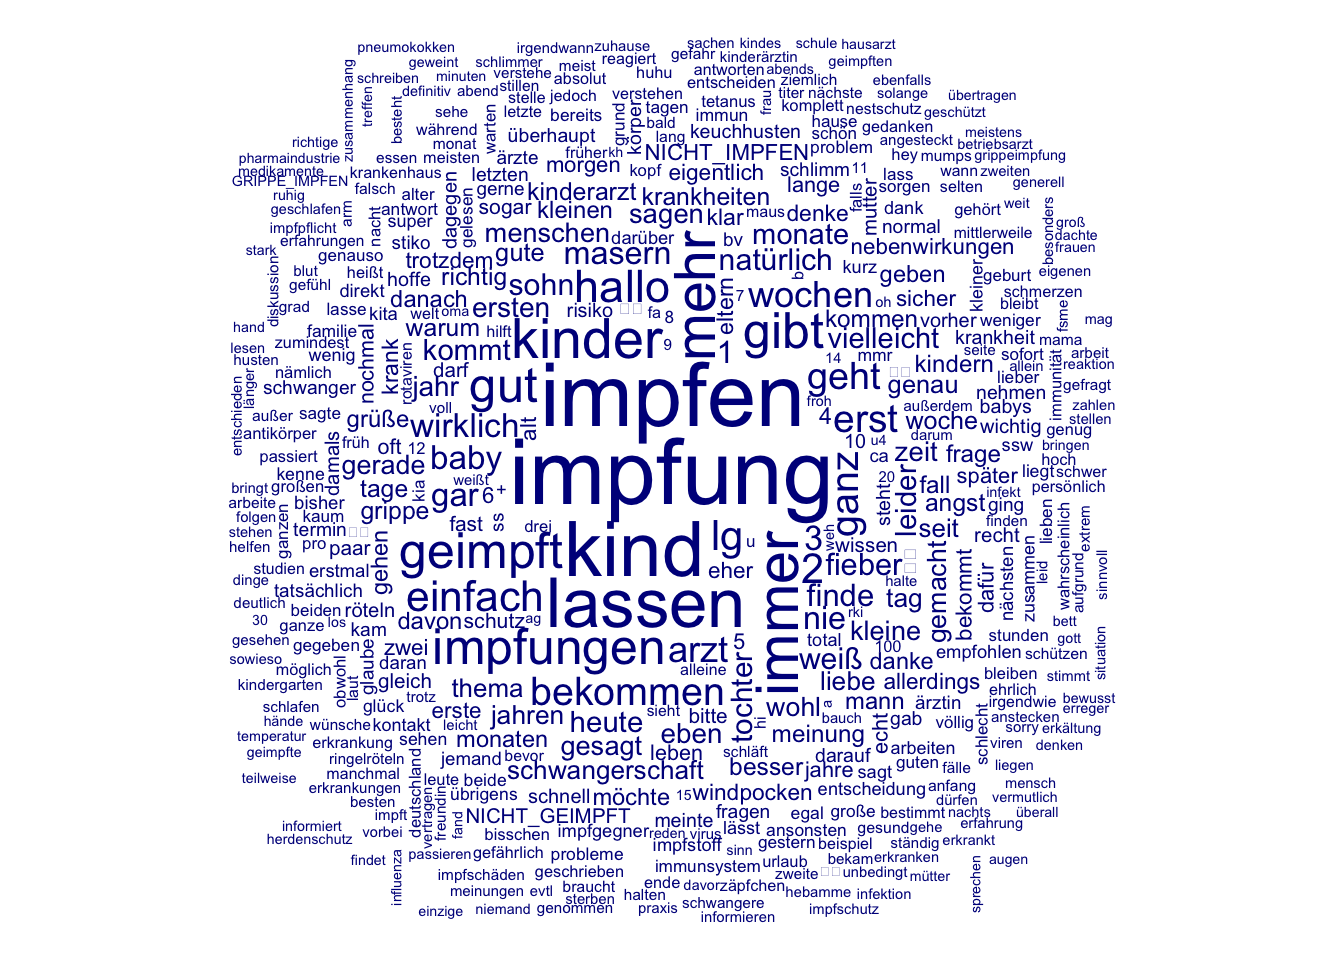 pneumokokken irgendwann zuhause sachen kindes schule hausarzt
geweint schlimmer meist reagiert gefahr kinderärztin geimpften
zusammenhang schreiben minuten verstehe absolut huhu antworten abends
treffen definitiv abend stillen entscheiden ziemlich ebenfalls
besteht stelle jedoch verstehen frau titer nächste solange übertragen
sehe letzte bereits grund tagen tetanus komplett nestschutz
während warten körper bald immun hause gedanken geschützt
richtige monat überhaupt lang keuchhusten schön angesteckt meistens betriebsarzt
pharmaindustrie essen meisten ärzte früher kh NICHT_IMPFEN problem hey mumps grippeimpfung
medikamente krankenhaus letzten morgen kopf eigentlich schlimm 11 lass wann zweiten
GRIPPE_IMPFEN falsch alter gerne kinderarzt krankheiten lange falls mutter sorgen selten generell
ruhig
geschlafen arm nacht antwort super dagegen gelesen sogar kleinen sagen klar maus denke dank gehört weit
impfpflicht besonders groß
erfahrungen stiko menschen darüber mehr bv monate normal mittlerweile dachte
stark genauso trotzdem gute masern natürlich nebenwirkungen frauen
diskussion blut heißt hoffe richtig sohn hallo eltern b kurz geben kleiner geburt eigenen
gefühl direkt danach ersten 7 wochen oh sicher schmerzen
grad lasse kita welt oma risiko fa 8 bleibt fsme
hand familie warum hilft kinder 9 1 gibt kommen vorher weniger mag
lesen zumindest nochmal vielleicht krankheit mama
husten wenig krank rotaviren kommt 14 mmr seite sofort allein arbeit
entschieden länger nämlich darf impfen geht kindern lieber immunität reaktion
schwanger jahr gut genau nehmen gefragt
außer sagte grüße voll wirklich alt froh 4 erst außerdem babys zahlen
antikörper woche wichtig genug stellen
früh oft 12 10 u4 darum ssw bringen
passiert damals gerade baby impfung ganz ca zeit frage hoch
kenne weißt steht 20 leider fall später liegt schwer
bringt großen tage kia gar 6 + angst infekt persönlich
arbeite bisher ging
folgen ganzen kaum grippe ss drei seit finden lieben wahrscheinlich extrem
stehen termin fast lg u 3 weh recht
helfen pro paar gehen geimpft kind immer wissen gemacht bekommt dafür nächsten zusammen
studien erstmal eher 2 fieber leid aufgrund sinnvoll
dinge tatsächlich halte
deutlich beiden röteln einfach lassen finde tag bett
30 ganze los davon schutz ag nie rki stunden gott situation
gesehen gegeben kam total kleine
sowieso zwei impfungen arzt 5 100 empfohlen schützen
möglich obwohl laut glaube daran tochter alleine weiß danke bleiben stimmt
kindergarten gleich thema bekommen liebe allerdings ehrlich
schlafen glück trotz wohl a mann ärztin irgendwie bewusst
hände wünsche kontakt erste jahren heute sieht bitte hi bauch echt gab völlig anstecken erreger
leicht schlecht sorry erkältung
temperatur erkrankung sehen monaten eben meinung viren denken
geimpfte ringelröteln jemand bevor gesagt leben schläft darauf arbeiten
teilweise manchmal deutschland leute beide schwangerschaft besser jahre sagt guten fälle liegen
erkrankungen anfang mensch
besten übrigens schnell möchte 15 windpocken entscheidung dürfen vermutlich
impft vertragen freundin fand NICHT_GEIMPFT meinte fragen egal große bestimmt nachts überall
informiert vorbei bisschen impfgegner reden virus lässt ansonsten gesund gehe erfahrung
herdenschutz impfstoff sinn gestern beispiel ständig erkrankt
findet influenza passieren gefährlich probleme immunsystem urlaub bekam erkranken augen
impfschäden geschrieben zweite unbedingt mütter sprechen
meinungen evtl braucht ende davor zäpfchen hebamme infektion
sterben halten
einzige niemand genommen praxis schwangere impfschutz
informieren